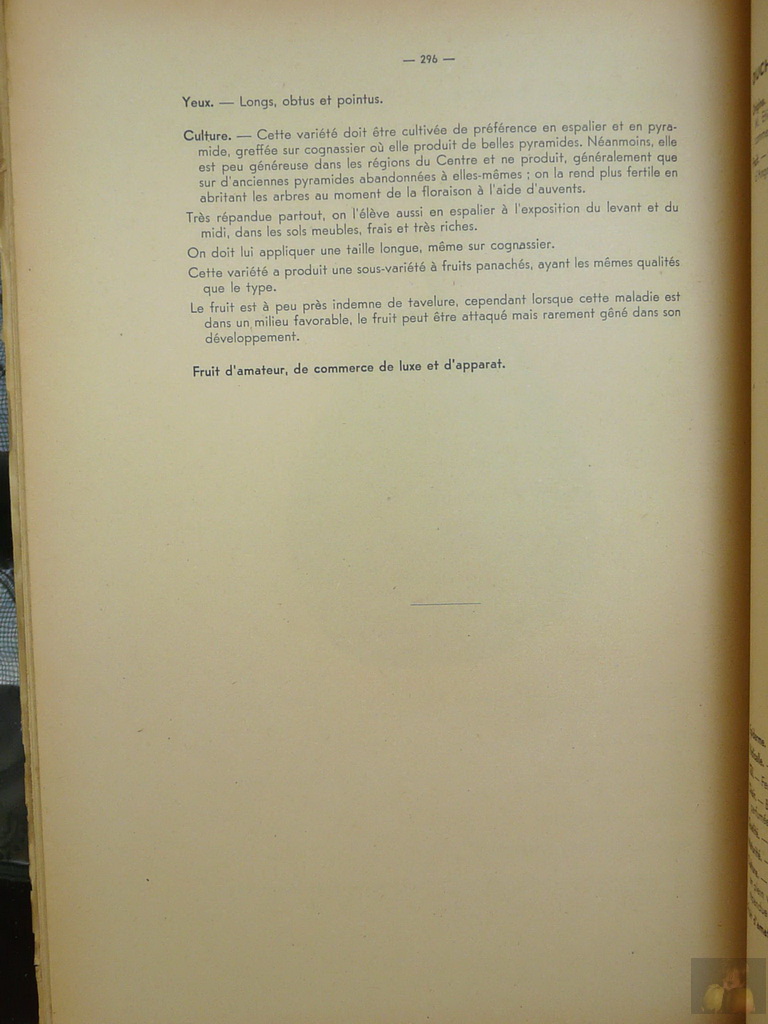 — 296 —
Yeux. — Longs, obtus et pointus.
Culture. — Cette variété doit être cultivée de préférence en espalier et en pyra-
mide, greffée sur cognassier où elle produit de belles pyramides. Néanmoins, elle
est peu généreuse dans les régions du Centre et ne produit, généralement que
sur d'anciennes pyramides abandonnées à elles-mêmes ; on la rend plus fertile en
abritant les arbres au moment de la floraison à l'aide d'auvents.
Très répandue partout, on l'élève aussi en espalier à l'exposition du levant et du
midi, dans les sols meubles, frais et très riches.
On doit lui appliquer une taille longue, même sur cognassier.
Cette variété a produit une sous-variété à fruits panachés, ayant les mêmes qualités
que le type.
Le fruit est à peu près indemne de tavelure, cependant lorsque cette maladie est
dans un milieu favorable, le fruit peut être attaqué mais rarement gêné dans son
développement.
Fruit d'amateur, de commerce de luxe et d'apparat.